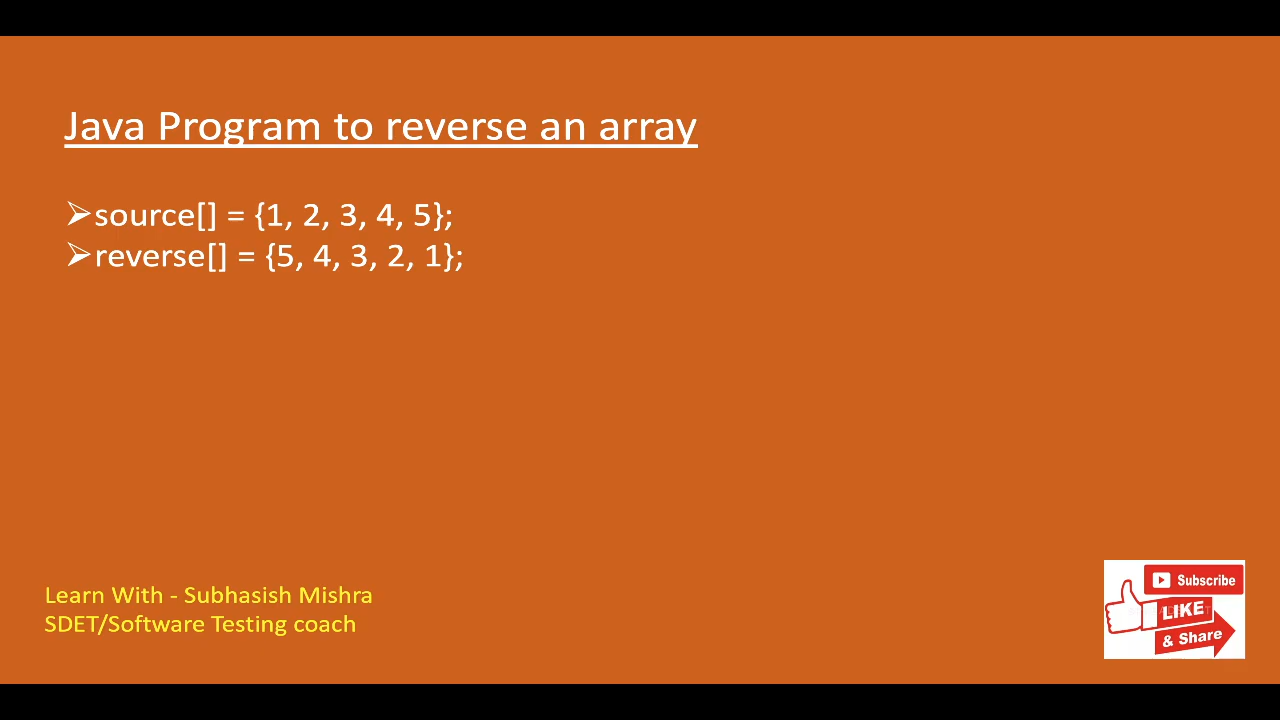 Java Program to reverse an array
➢source[] = {1, 2, 3, 4, 5};
➢reverse[] = {5, 4, 3, 2, 1};
Learn With - Subhasish Mishra
SDET/Software Testing coach
Subscribe
LIKE
& Share